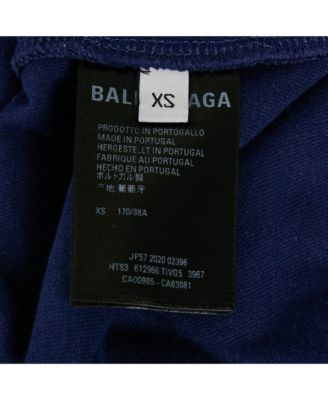 XS
BAL AGA
PRODOTTO IN PORTOGALLO
MADE IN PORTUGAL
HERGESTELLT IN PORTUGAL
FABRIQUE AU PORTUGAL
HECHO EN PORTUGAL
ポルトガル製
产地:葡萄牙
XS 170/88A
JP57 2020 02396
HT83 612966 TIVG5 3967
CA00985 - CA63081